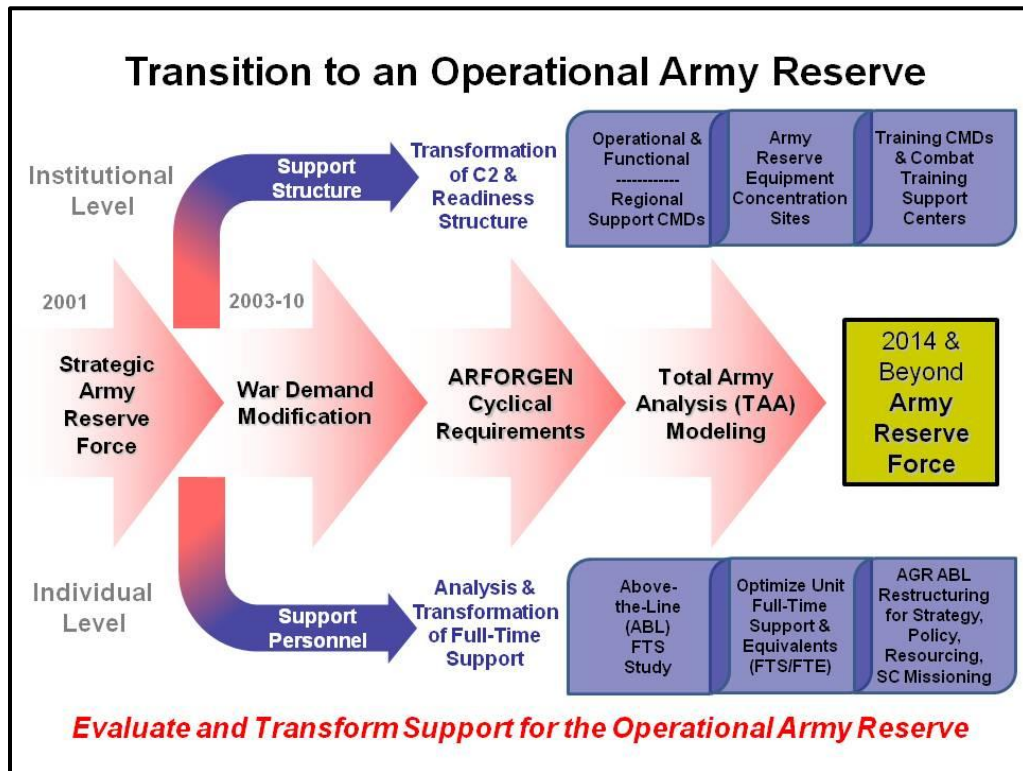 Transition to an Operational Army Reserve
Institutional
Level
Support
Structure
Transformation
of C2 &
Readiness
Structure
Operational &
Functional
------------
Regional
Support CMDs
Army
Reserve
Equipment
Concentration
Sites
Training CMDs
& Combat
Training
Support
Centers
2001
2003-10
Strategic
Army
Reserve
Force
War Demand
Modification
ARFORGEN
Cyclical
Requirements
Total Army
Analysis (TAA)
Modeling
2014 &
Beyond
Army
Reserve
Force
Individual
Level
Support
Personnel
Analysis &
Transformation
of Full-Time
Support
Above-
the-Line
(ABL)
FTS
Study
Optimize Unit
Full-Time
Support &
Equivalents
(FTS/FTE)
AGR ABL
Restructuring
for Strategy,
Policy,
Resourcing,
SC Missioning
Evaluate and Transform Support for the Operational Army Reserve